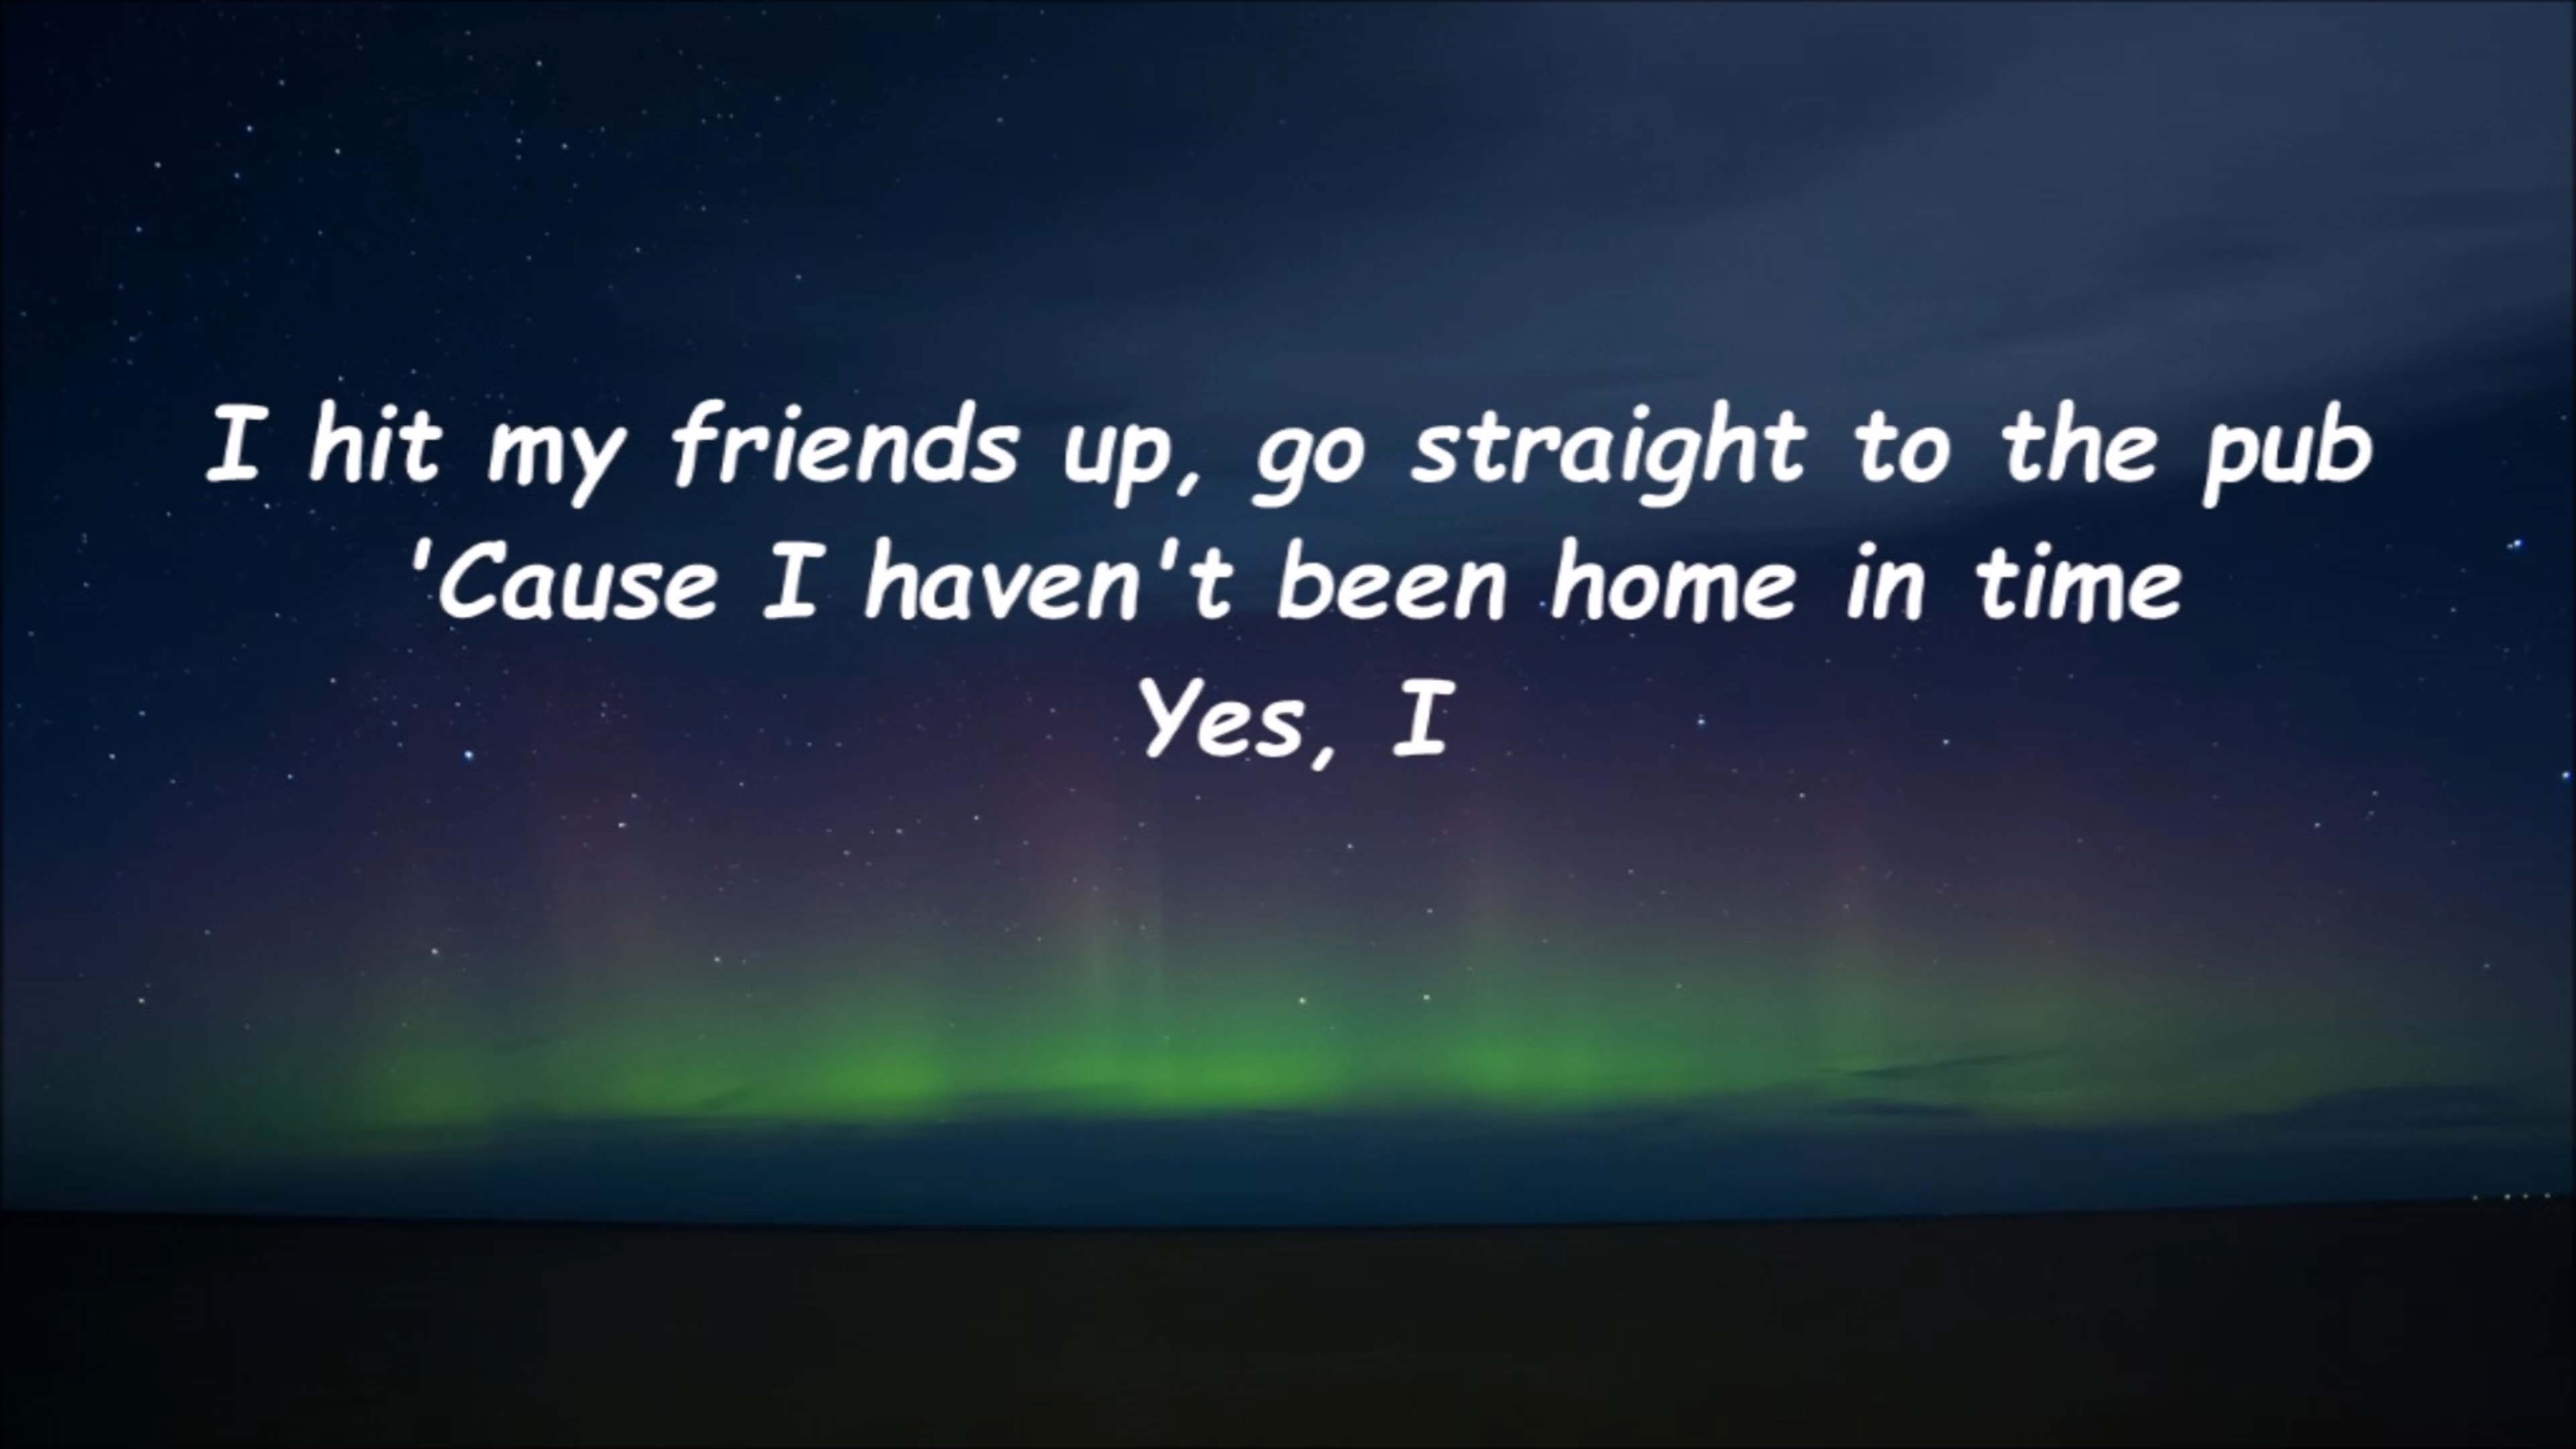 I hit my friends up, go straight to the pub
'Cause I haven't been home in time
Yes, I